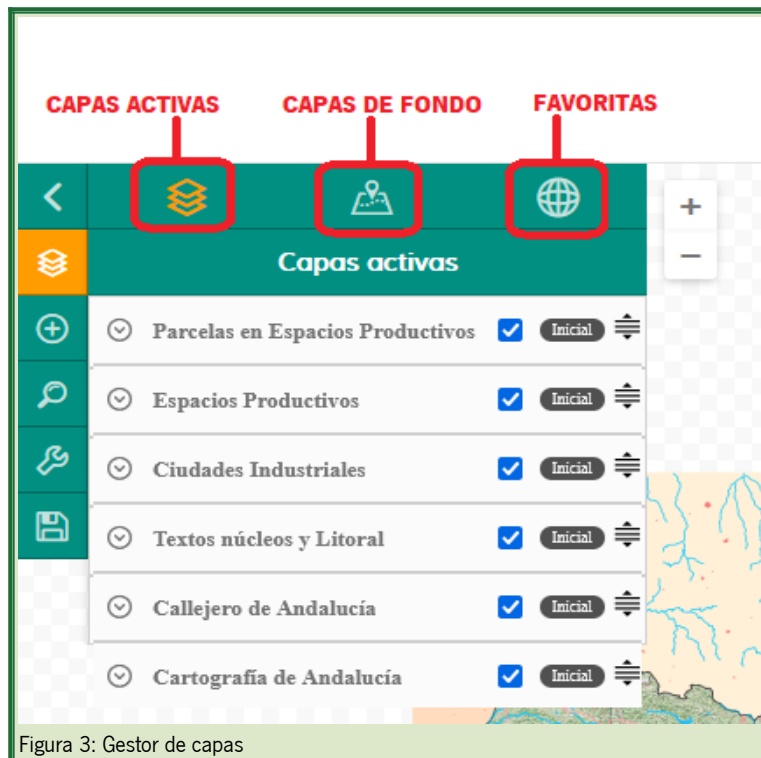 CAPAS ACTIVAS CAPAS DE FONDO FAVORITAS
+
Capas activas
−
Parcelas en Espacios Productivos Inicial
Espacios Productivos Inicial
Ciudades Industriales Inicial
Textos núcleos y Litoral Inicial
Callejero de Andalucía Inicial
Cartografía de Andalucía Inicial
Figura 3: Gestor de capas